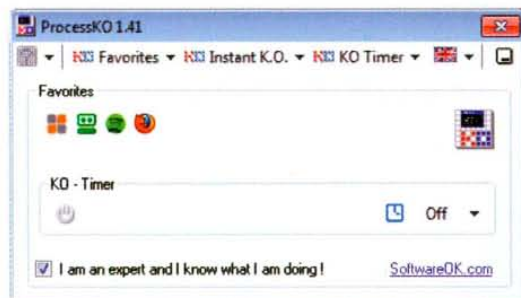 ProcessKO 1.41
Favorites Instant K.O. KO Timer
Favorites
KO - Timer
Off
I am an expert and I know what I am doing !
SoftwareOK.com